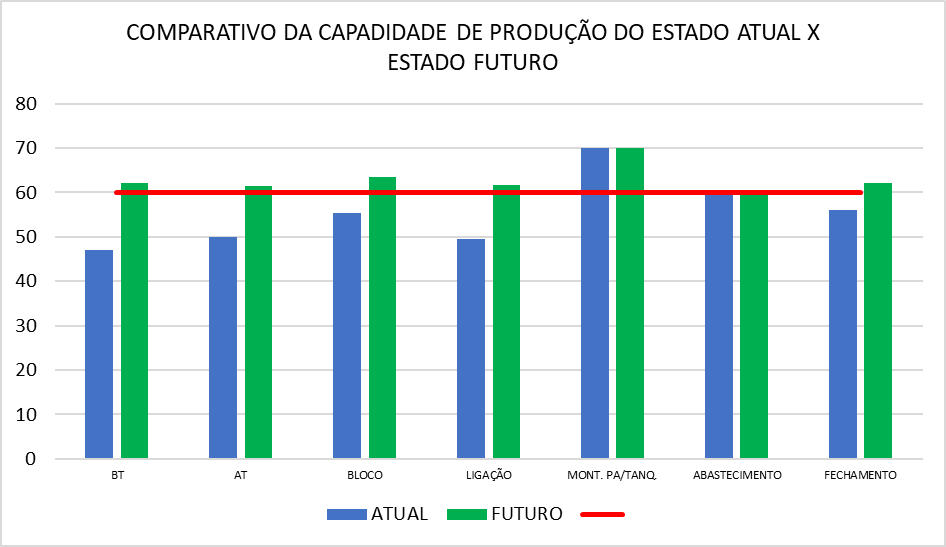 COMPARATIVO DA CAPADIDADE DE PRODUÇÃO DO ESTADO ATUAL X
ESTADO FUTURO
80
70
60
50
40
30
20
10
0
BT AT BLOCO LIGAÇÃO MONT. PA/TANQ. ABASTECIMENTO FECHAMENTO
ATUAL FUTURO